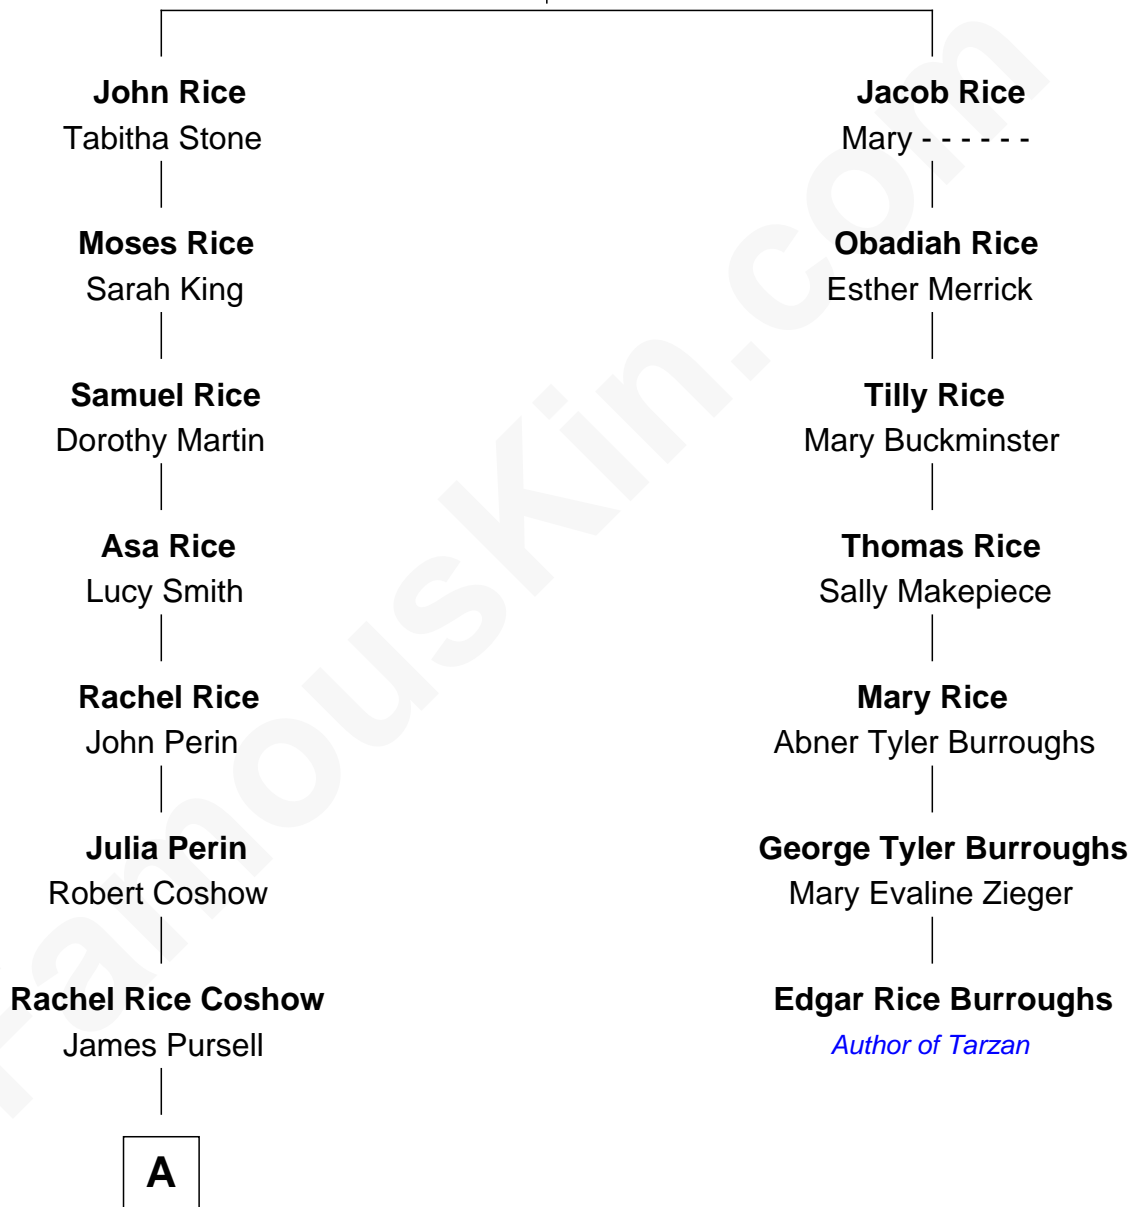 John Rice
Tabitha Stone
Moses Rice
Sarah King
Samuel Rice
Dorothy Martin
Asa Rice
Lucy Smith
Rachel Rice
John Perin
Julia Perin
Robert Coshow
Rachel Rice Coshow
James Pursell
A
Jacob Rice
Mary - - - - - -
Obadiah Rice
Esther Merrick
Tilly Rice
Mary Buckminster
Thomas Rice
Sally Makepiece
Mary Rice
Abner Tyler Burroughs
George Tyler Burroughs
Mary Evaline Zieger
Edgar Rice Burroughs
Author of Tarzan
FamousKin.com